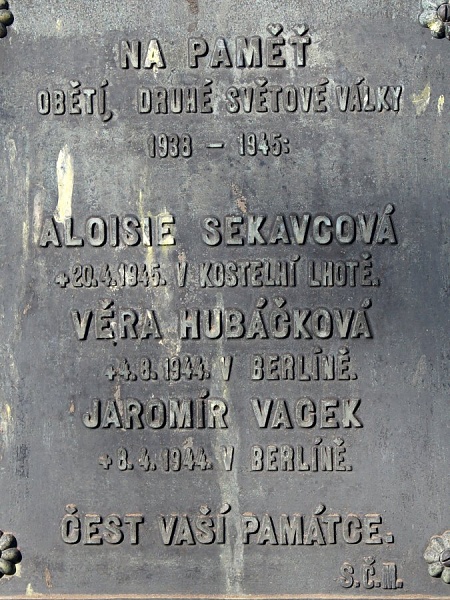 NA PAMĚŤ
OBĚTÍ, DRUHÉ SVĚTOVÉ VÁLKY
1938 – 1945:
ALOISIE SEKAVCOVÁ
+20.4.1945. V KOSTELNÍ LHOTĚ.
VĚRA HUBÁČKOVÁ
+4.8.1944. V BERLÍNĚ.
JAROMÍR VACEK
+8.4.1944. V BERLÍNĚ.
ČEST VAŠÍ PAMÁTCE.
S.Č.M.